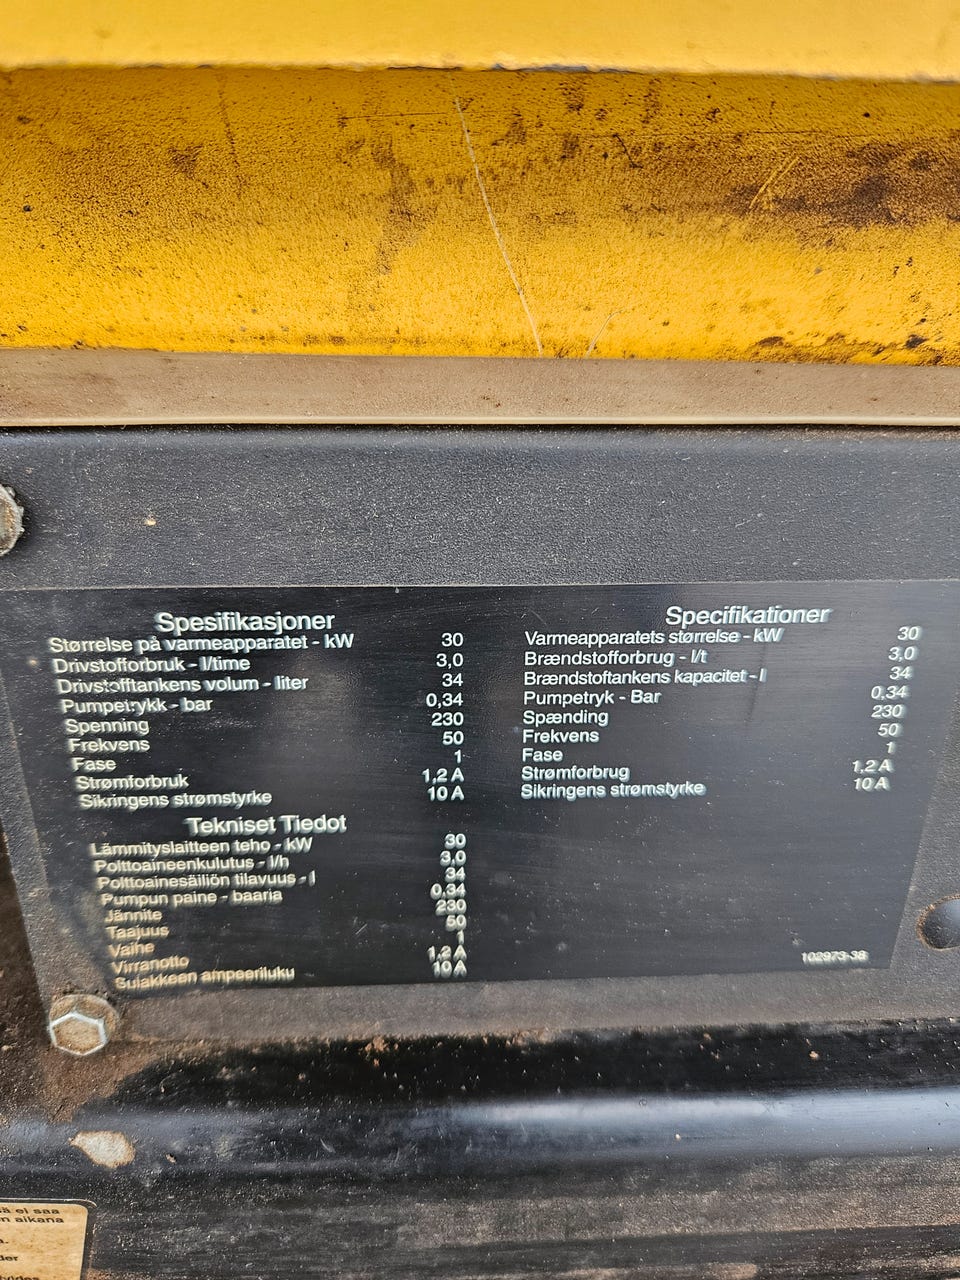 Spesifikasjoner
Størrelse på varmeapparatet - kW 30
Drivstofforbruk - l/time 3,0
Drivstofftankens volum - liter 34
Pumpetrykk - bar 0,34
Spenning 230
Frekvens 50
Fase 1
Strømforbruk 1,2 A
Sikringens strømstyrke 10 A
Tekniset Tiedot
Lämmityslaitteen teho - kW 30
Polttoaineenkulutus - l/h 3,0
Polttoainesäiliön tilavuus - l 34
Pumpun paine - baaria 0,34
Jännite 230
Taajuus 50
Vaihe 1
Virranotto 1,2 A
Sulakkeen ampeeriluku 10 A
Specifikationer
Varmeapparatets størrelse - kW 30
Brændstofforbrug - l/t 3,0
Brændstoftankens kapacitet - l 34
Pumpetryk - Bar 0,34
Spænding 230
Frekvens 50
Fase 1
Strømforbrug 1,2 A
Sikringens strømstyrke 10 A
102973-38
ei saa
aikana